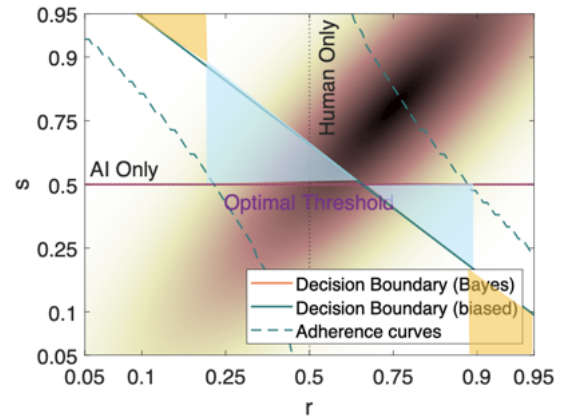 0.95
0.9
0.75
0.5
0.25
0.1
0.05
s
AI Only
Human Only
Optimal Threshold
Decision Boundary (Bayes)
Decision Boundary (biased)
Adherence curves
0.05 0.1 0.25 0.5 0.75 0.9 0.95
r